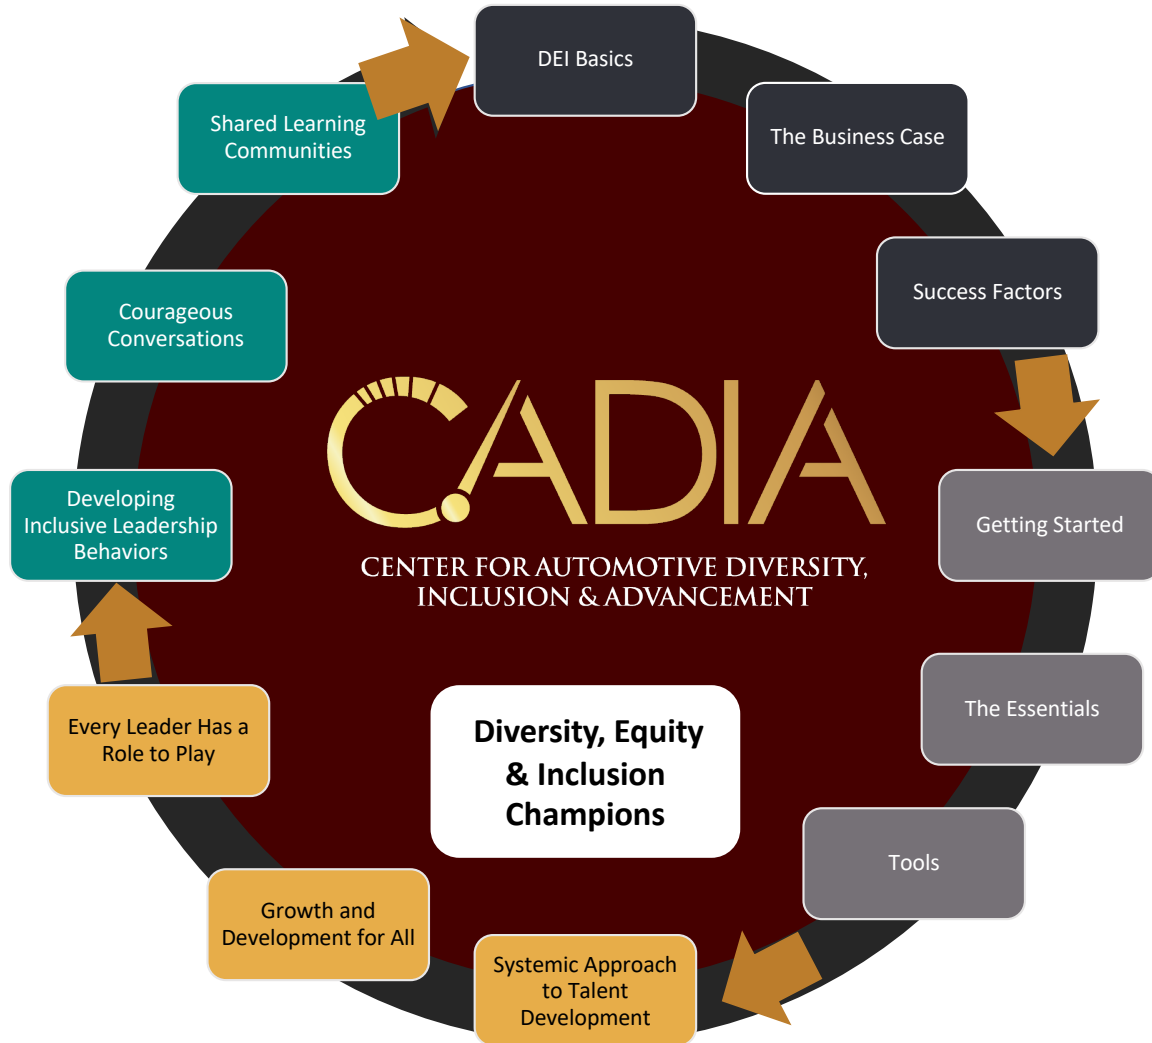 DEI Basics
The Business Case
Success Factors
Getting Started
The Essentials
Tools
Systemic Approach
to Talent
Development
Growth and
Development for All
Every Leader Has a
Role to Play
Developing
Inclusive Leadership
Behaviors
Courageous
Conversations
Shared Learning
Communities
CADIA
CENTER FOR AUTOMOTIVE DIVERSITY,
INCLUSION & ADVANCEMENT
Diversity, Equity
& Inclusion
Champions